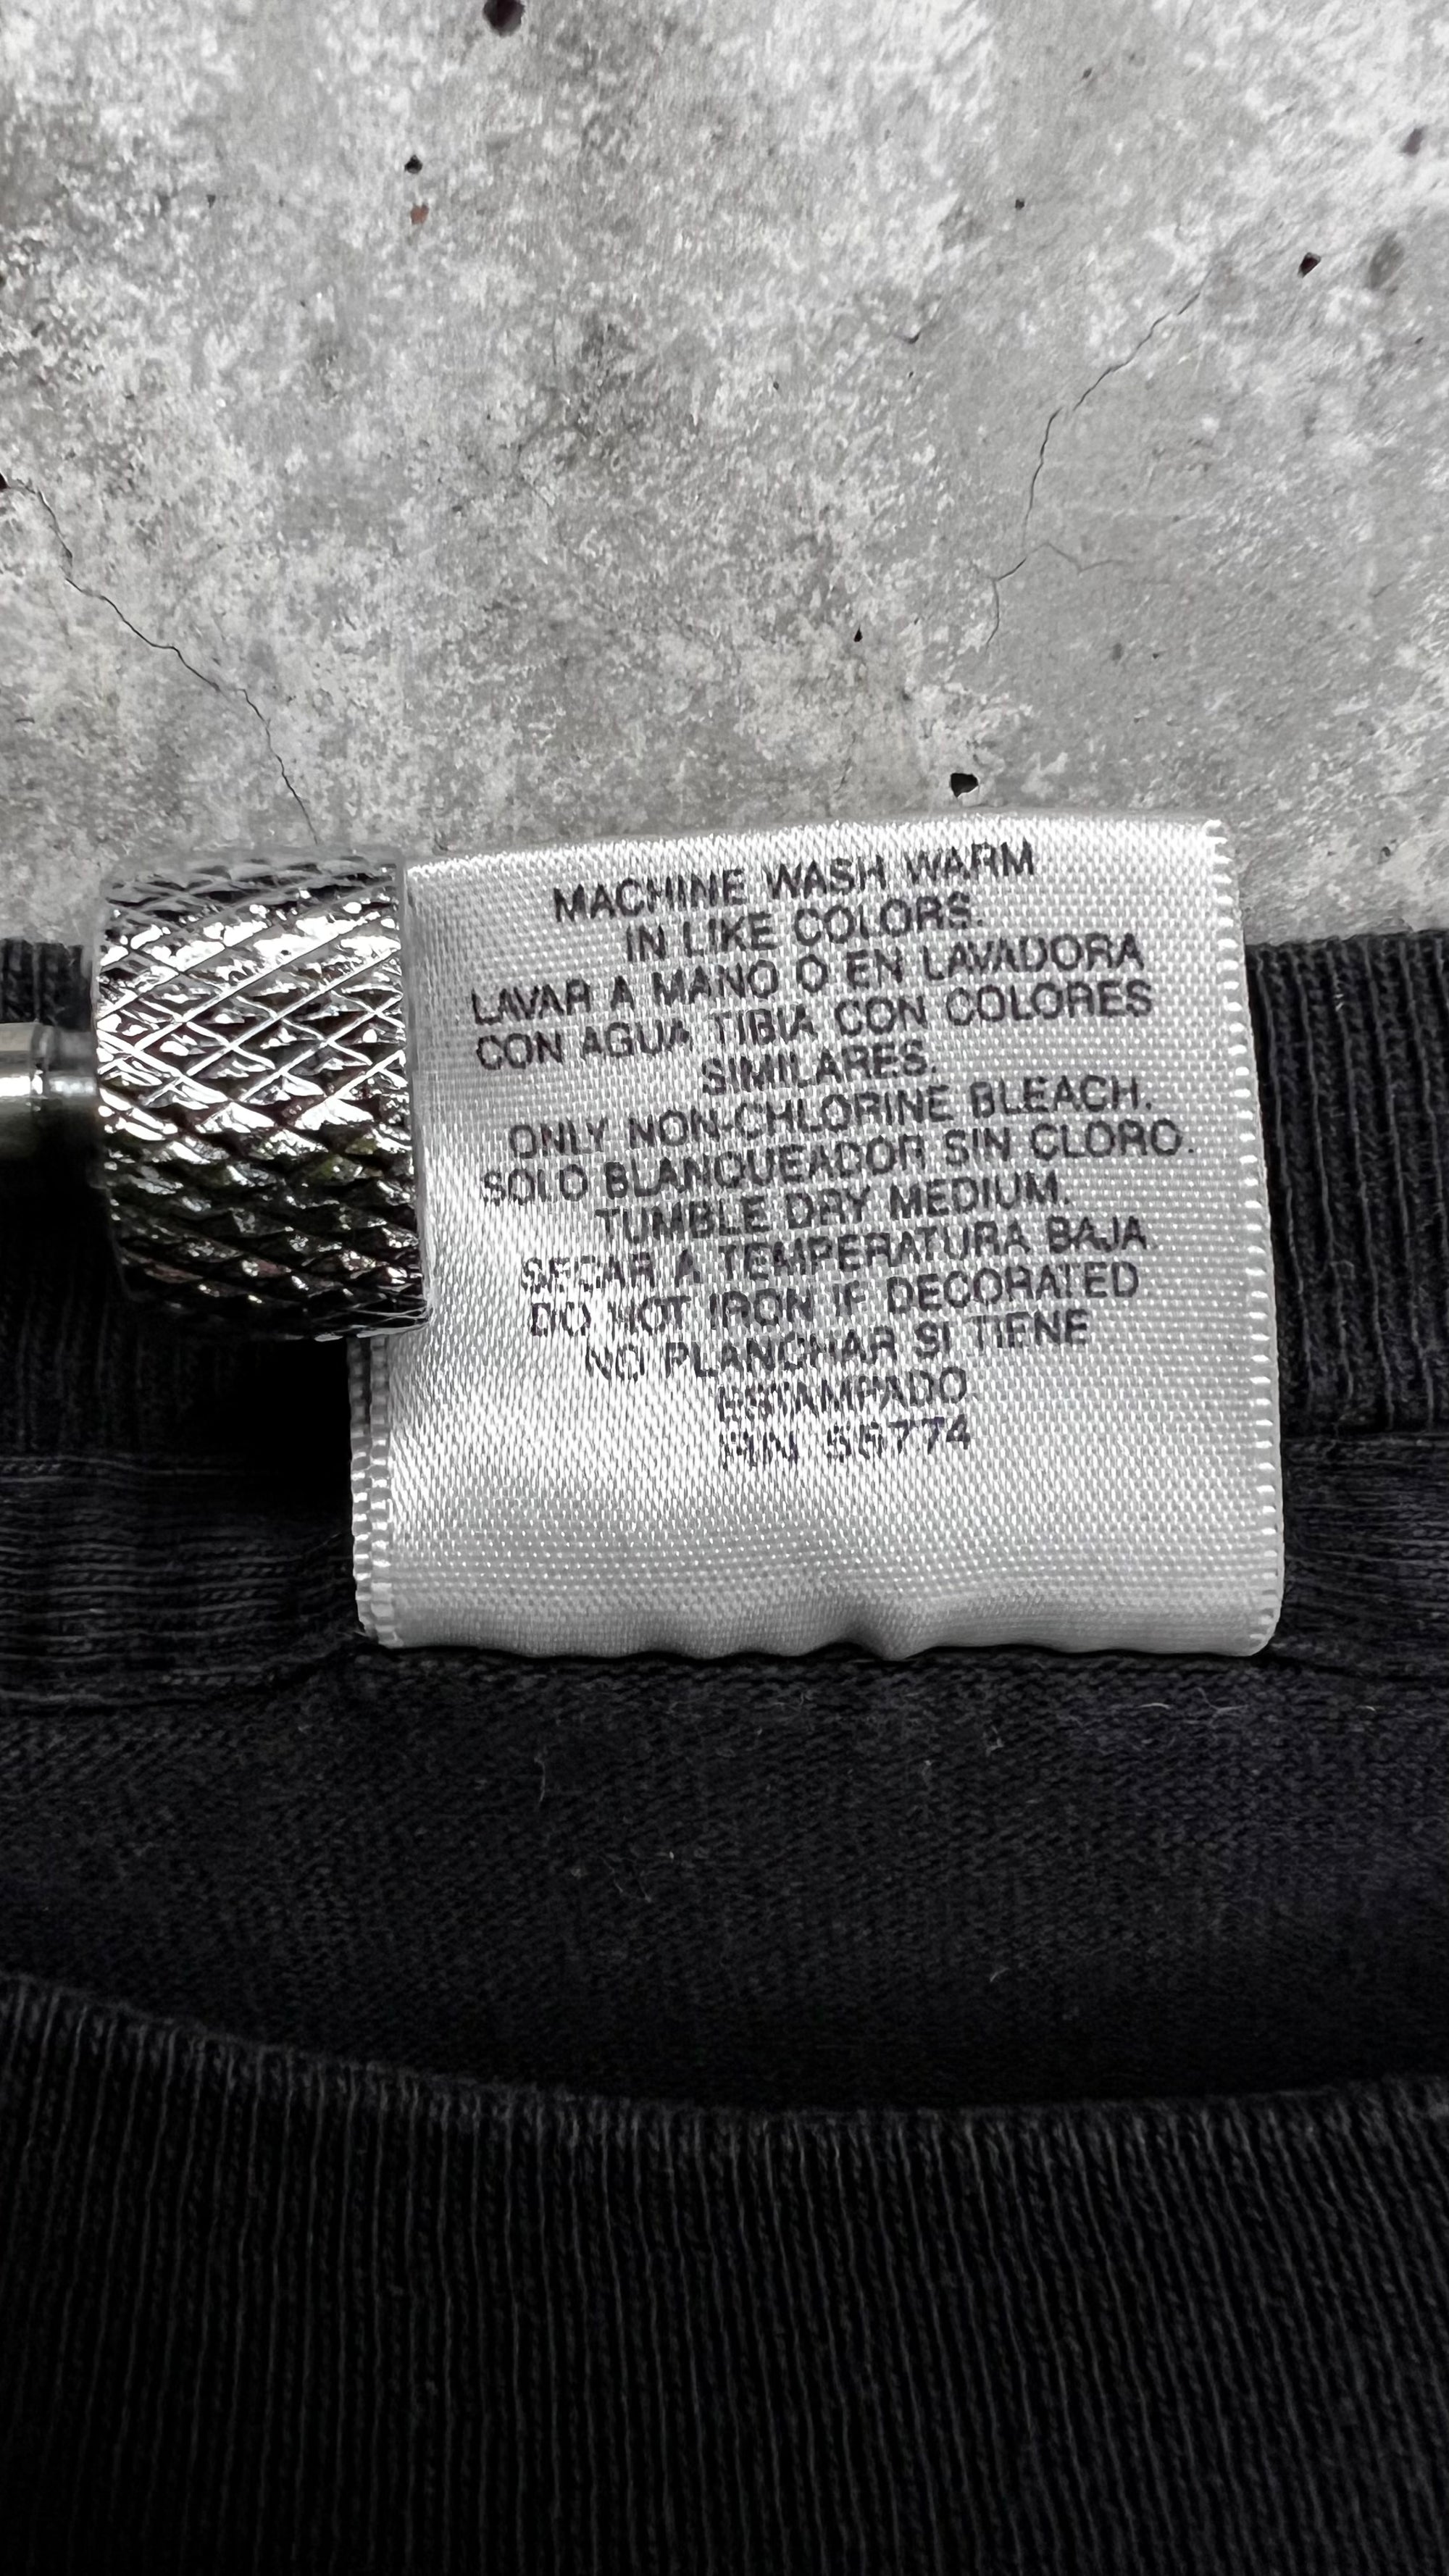 MACHINE WASH WARM
IN LIKE COLORS.
LAVAR A MANO O EN LAVADORA
CON AGUA TIBIA CON COLORES
SIMILARES.
ONLY NON-CHLORINE BLEACH.
SOLO BLANQUEADOR SIN CLORO.
TUMBLE DRY MEDIUM.
SECAR A TEMPERATURA BAJA
DO NOT IRON IF DECORATED
NO PLANCHAR SI TIENE
ESTAMPADO